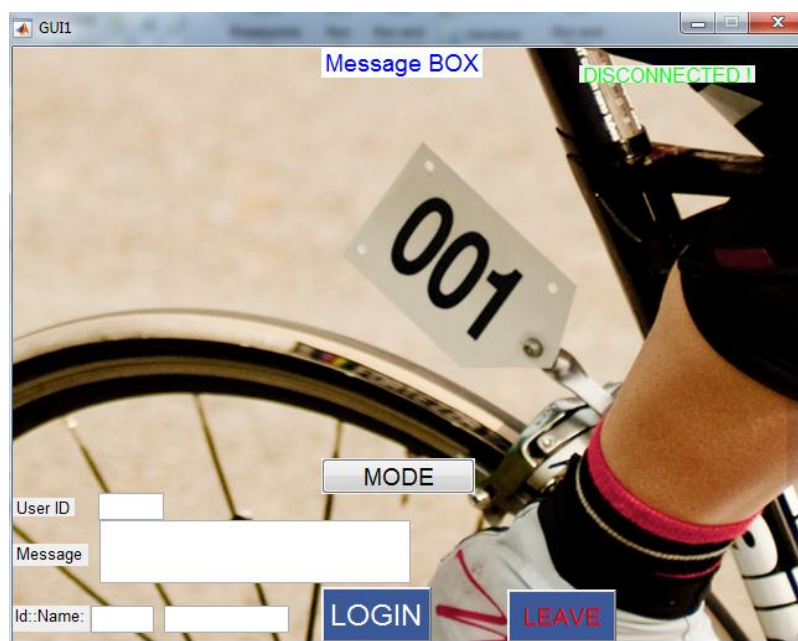 GUI1
Message BOX
DISCONNECTED !
001
MODE
User ID
Message
Id::Name:
LOGIN
LEAVE